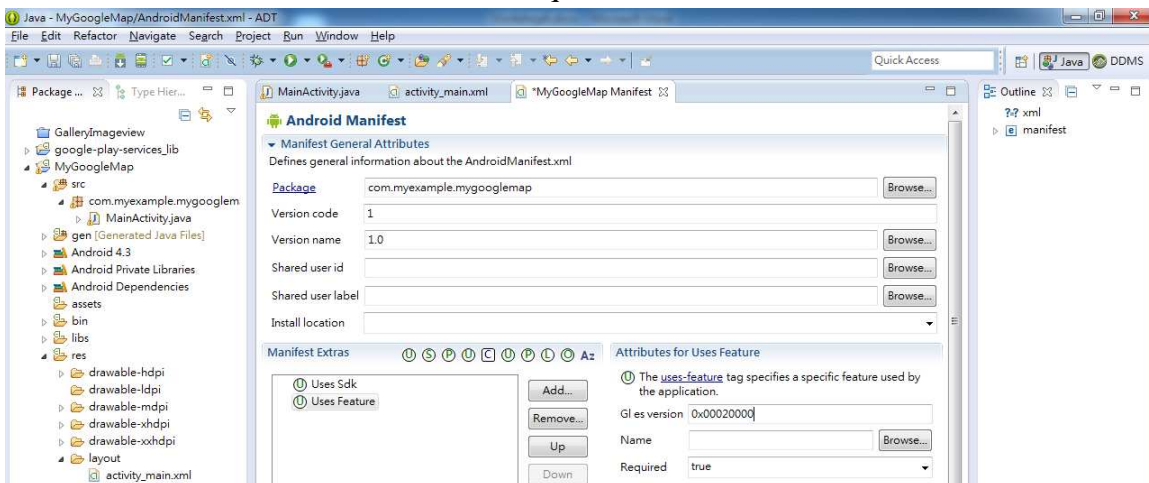 Java - MyGoogleMap/AndroidManifest.xml - ADT
File Edit Refactor Navigate Search Project Run Window Help
Quick Access
Java
DDMS
Package ...
Type Hier...
GalleryImageview
google-play-services_lib
MyGoogleMap
src
com.myexample.mygooglem
MainActivity.java
gen [Generated Java Files]
Android 4.3
Android Private Libraries
Android Dependencies
assets
bin
libs
res
drawable-hdpi
drawable-ldpi
drawable-mdpi
drawable-xhdpi
drawable-xxhdpi
layout
activity_main.xml
MainActivity.java
activity_main.xml
*MyGoogleMap Manifest
Android Manifest
Manifest General Attributes
Defines general information about the AndroidManifest.xml
Package com.myexample.mygooglemap Browse...
Version code 1
Version name 1.0 Browse...
Shared user id Browse...
Shared user label Browse...
Install location
Manifest Extras U S P U C U P L O Az
U Uses Sdk
U Uses Feature
Add...
Remove...
Up
Down
Attributes for Uses Feature
U The uses-feature tag specifies a specific feature used by
the application.
Gl es version 0x00020000
Name Browse...
Required true
Outline
xml
manifest